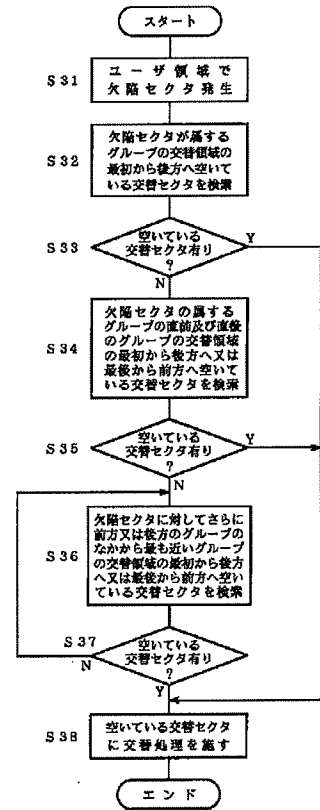 スタート
S31
ユーザ領域で
欠陥セクタ発生
S32
欠陥セクタが属する
グループの交替領域の
最初から後方へ空いて
いる交替セクタを検索
S33
空いている
交替セクタ有り
?
Y
N
S34
欠陥セクタの属する
グループの直前及び直後
のグループの交替領域
の最初から後方へ又は
最後から前方へ空いて
いる交替セクタを検索
S35
空いている
交替セクタ有り
?
Y
N
S36
欠陥セクタに対してさらに
前方又は後方のグループの
なかから最も近いグループ
の交替領域の最初から後方
へ又は最後から前方へ空い
ている交替セクタを検索
S37
空いている
交替セクタ有り
?
N
Y
S38
空いている交替セクタ
に交替処理を施す
エンド